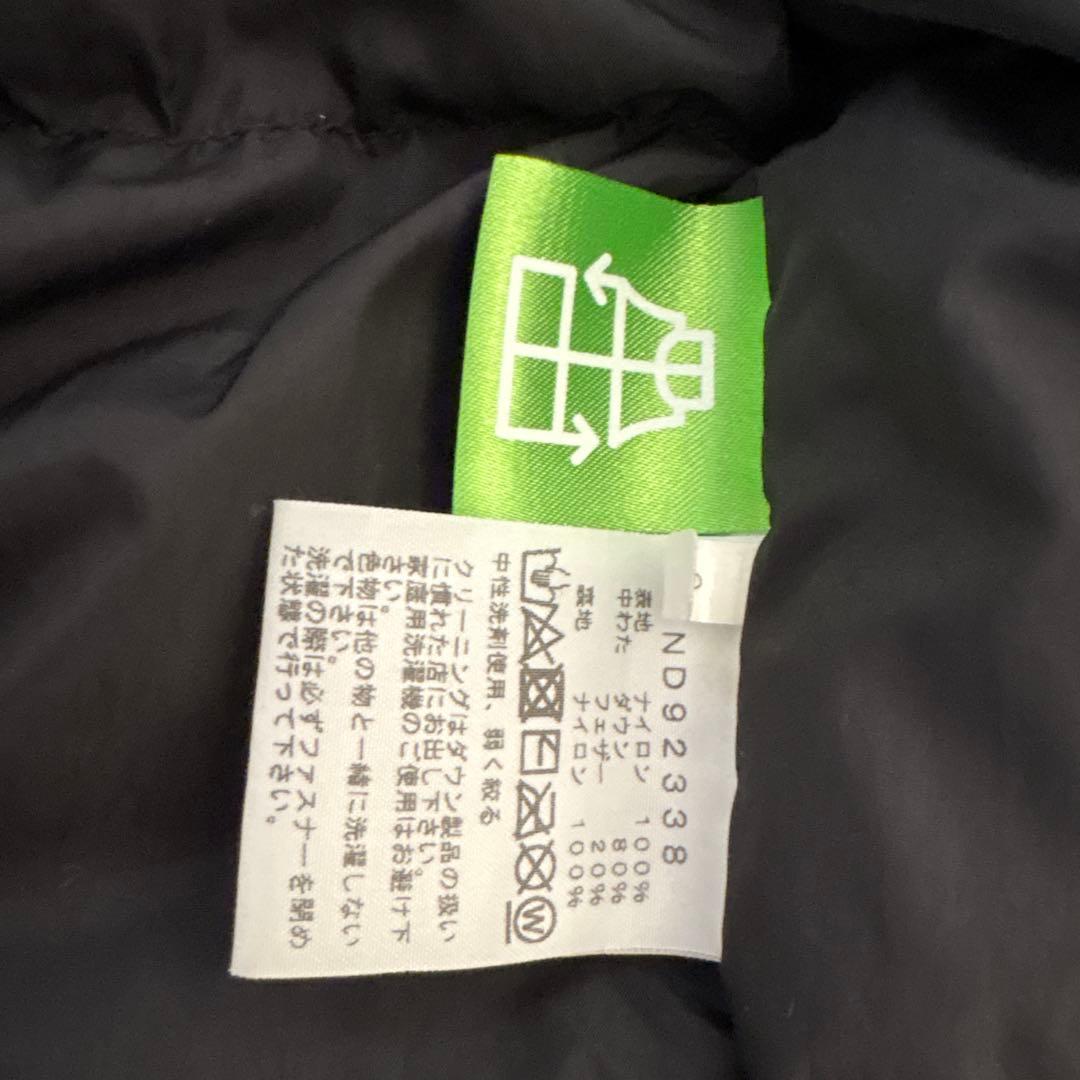 ND92338
表地 ナイロン 100%
中わた ダウン 80%
フェザー 20%
裏地 ナイロン 100%
W
中性洗剤使用、弱く絞る
クリーニングはダウン製品の扱い
に慣れた店にお出し下さい。
家庭用洗濯機のご使用はお避け下
さい。
色物は他の物と一緒に洗濯しない
で下さい。
洗濯の際は必ずファスナーを閉め
た状態で行って下さい。